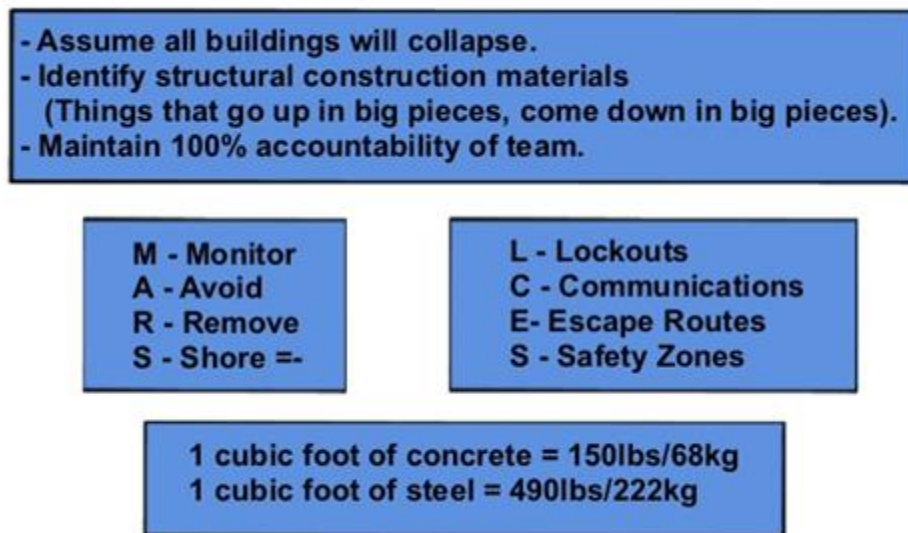 - Assume all buildings will collapse.
- Identify structural construction materials
(Things that go up in big pieces, come down in big pieces).
- Maintain 100% accountability of team.
M - Monitor
A - Avoid
R - Remove
S - Shore =-
L - Lockouts
C - Communications
E- Escape Routes
S - Safety Zones
1 cubic foot of concrete = 150lbs/68kg
1 cubic foot of steel = 490lbs/222kg